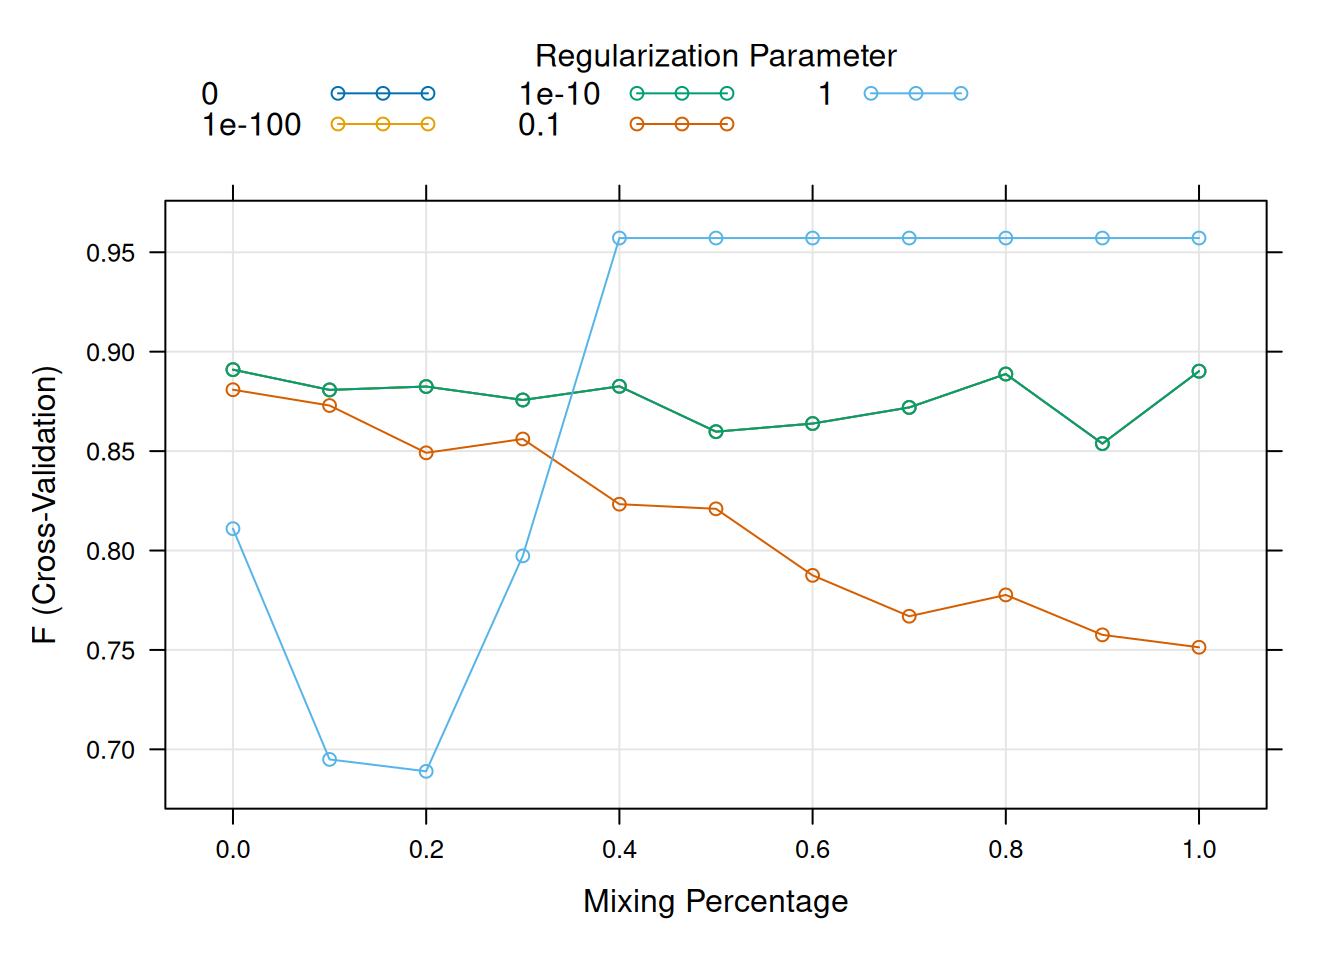 Regularization Parameter
0 1e-10 1
1e-100 0.1
0.95
0.90
0.85
0.80
0.75
0.70
F (Cross-Validation)
0.0 0.2 0.4 0.6 0.8 1.0
Mixing Percentage